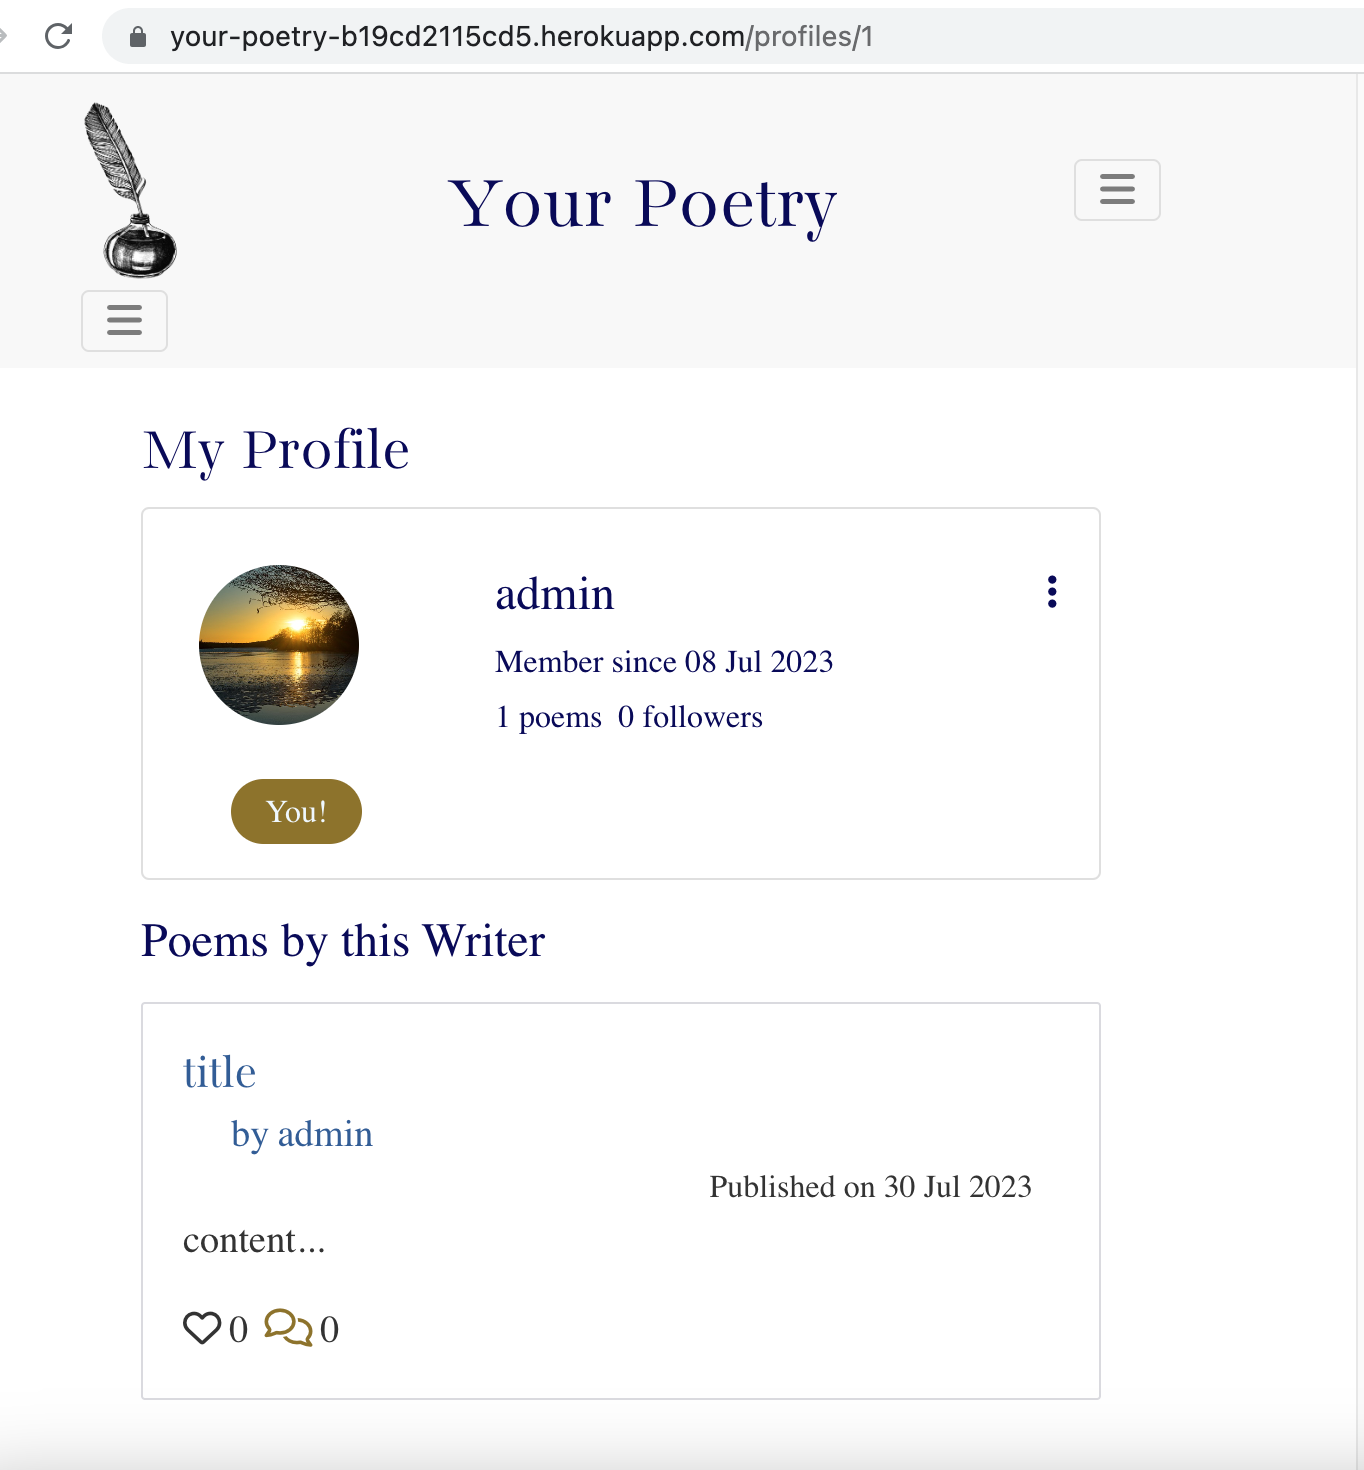 your-poetry-b19cd2115cd5.herokuapp.com/profiles/1
Your Poetry
My Profile
admin
Member since 08 Jul 2023
1 poems 0 followers
You!
Poems by this Writer
title
by admin
Published on 30 Jul 2023
content...
0 0